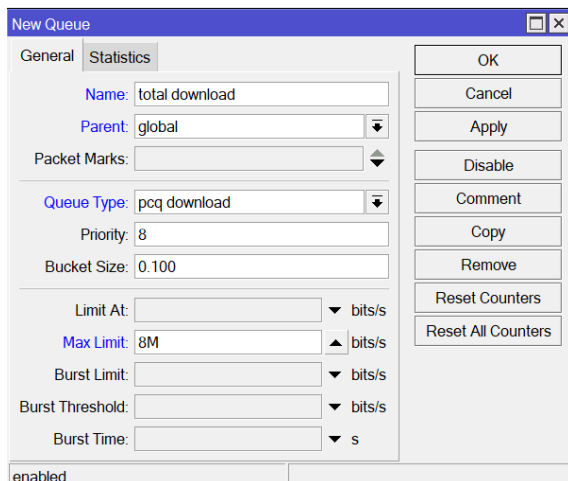 New Queue
General Statistics
Name: total download
Parent: global
Packet Marks:
Queue Type: pcq download
Priority: 8
Bucket Size: 0.100
Limit At: bits/s
Max Limit: 8M bits/s
Burst Limit: bits/s
Burst Threshold: bits/s
Burst Time: s
enabled
OK
Cancel
Apply
Disable
Comment
Copy
Remove
Reset Counters
Reset All Counters